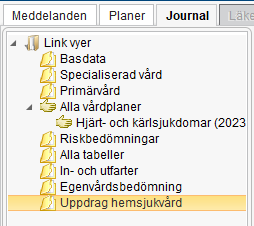 Meddelanden Planer Journal Läke
Link vyer
Basdata
Specialiserad vård
Primärvård
Alla vårdplaner
Hjärt- och kärlsjukdomar (2023
Riskbedömningar
Alla tabeller
In- och utfarter
Egenvårdsbedömning
Uppdrag hemsjukvård